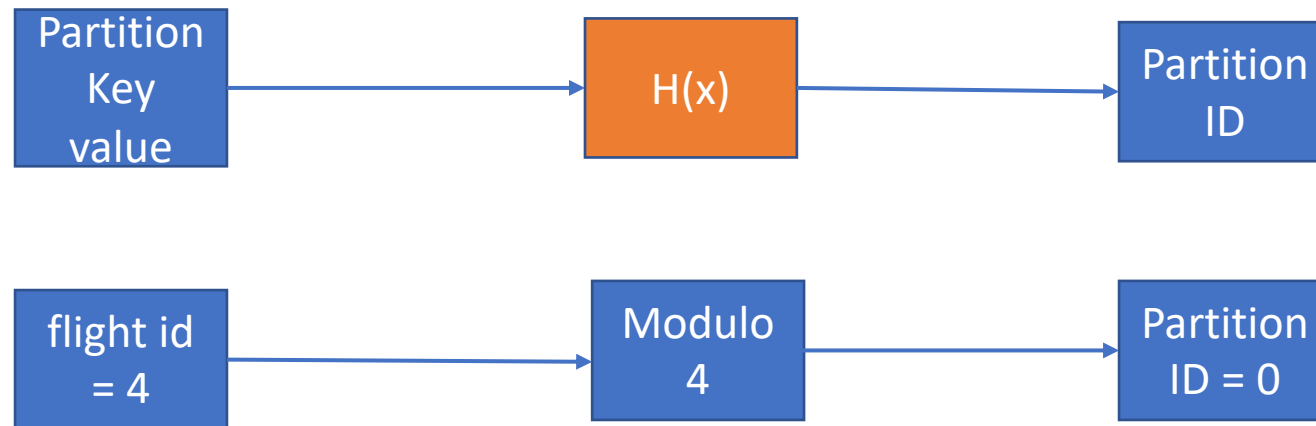 Partition
Key
value
H(x)
Partition
ID
flight id
= 4
Modulo
4
Partition
ID = 0